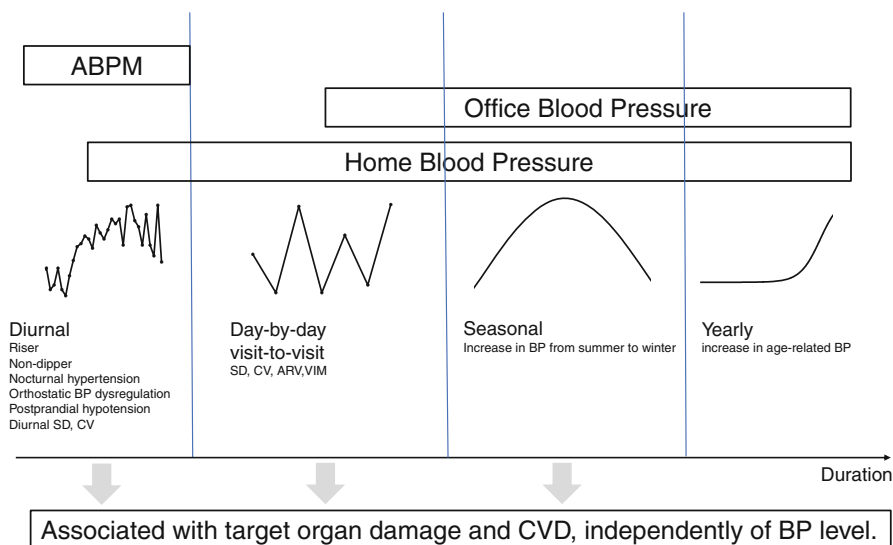 ABPM
Office Blood Pressure
Home Blood Pressure
Diurnal
Riser
Non-dipper
Nocturnal hypertension
Orthostatic BP dysregulation
Postprandial hypotension
Diurnal SD, CV
Day-by-day
visit-to-visit
SD, CV, ARV,VIM
Seasonal
Increase in BP from summer to winter
Yearly
increase in age-related BP
Duration
Associated with target organ damage and CVD, independently of BP level.